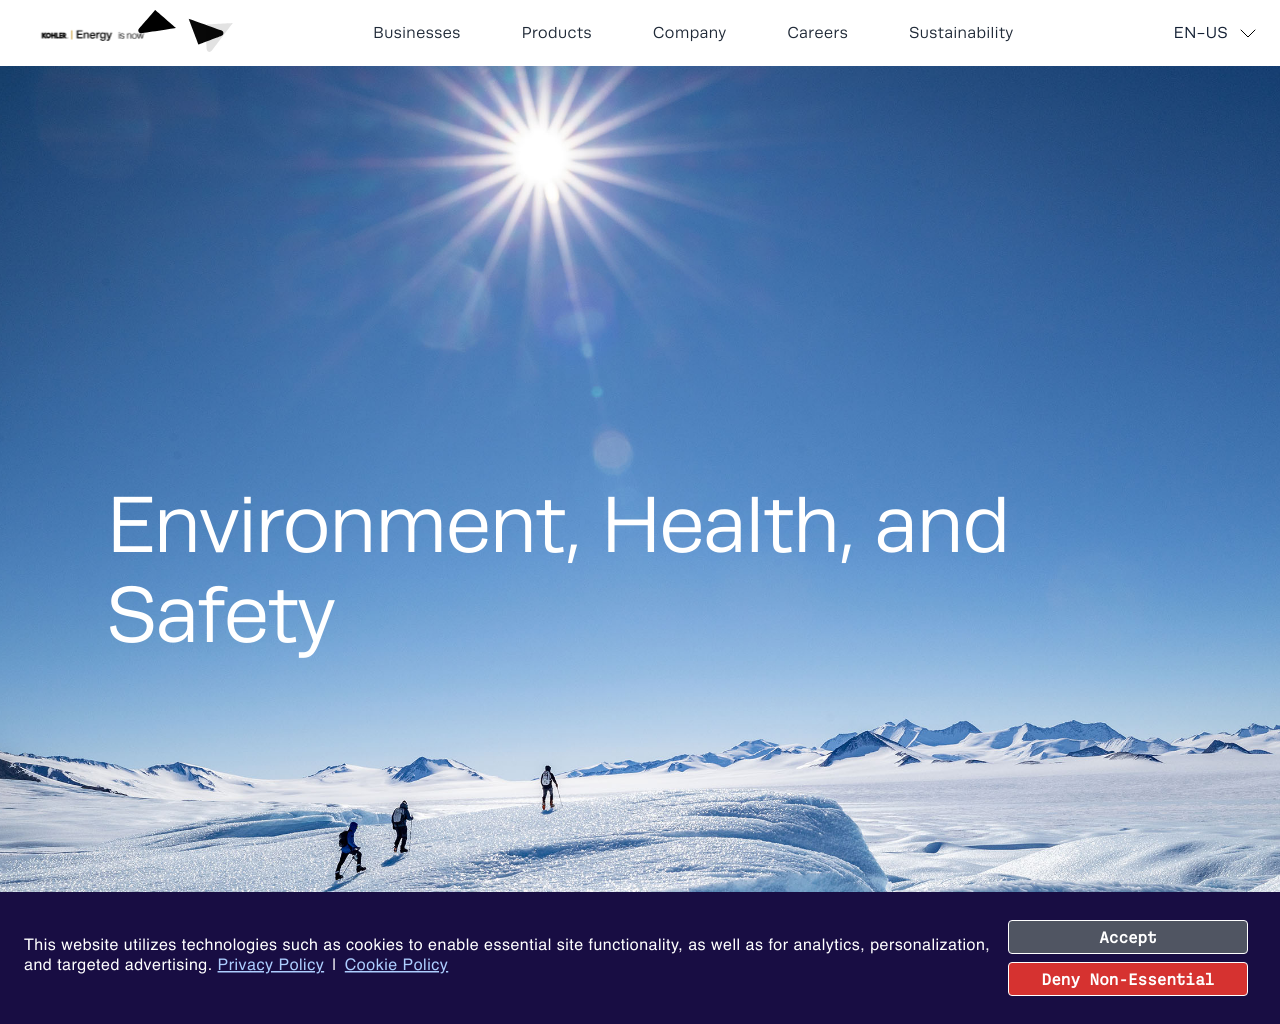 KOHLER | Energy is now
Businesses
Products
Company
Careers
Sustainability
EN-US
Environment, Health, and
Safety
This website utilizes technologies such as cookies to enable essential site functionality, as well as for analytics, personalization,
and targeted advertising. Privacy Policy | Cookie Policy
Accept
Deny Non-Essential